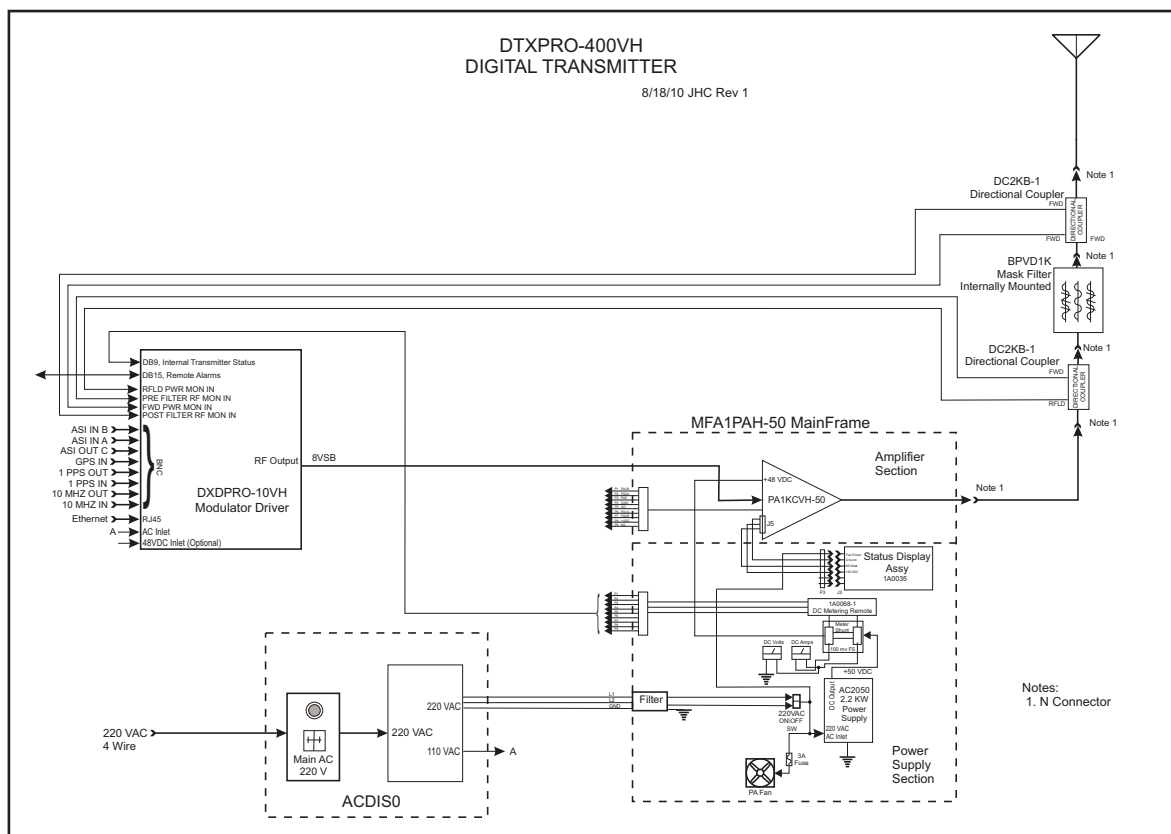 DTXPRO-400VH
DIGITAL TRANSMITTER
8/18/10 JHC Rev 1
Note 1
DC2KB-1
Directional Coupler
FWD
DIRECTIONAL
COUPLER
FWD
FWD
Note 1
BPVD1K
Mask Filter
Internally Mounted
Note 1
DC2KB-1
Directional Coupler
FWD
DIRECTIONAL
COUPLER
RFLD
Note 1
DB9, Internal Transmitter Status
DB15, Remote Alarms
RFLD PWR MON IN
PRE FILTER RF MON IN
FWD PWR MON IN
POST FILTER RF MON IN
ASI IN B
ASI IN A
ASI OUT C
GPS IN
1 PPS OUT
1 PPS IN
10 MHZ OUT
10 MHZ IN
BNC
RF Output
8VSB
DXDPRO-10VH
Modulator Driver
Ethernet
RJ45
A
AC Inlet
48VDC Inlet (Optional)
MFA1PAH-50 MainFrame
Amplifier
Section
+48 VDC
PA1KCVH-50
J5
Note 1
Status Display
Assy
1A0035
P3
J3
1A0068-1
DC Metering Remote
Meter
Shunt
100 mv FS
DC Volts
DC Amps
+50 VDC
DC Output
AC2050
2.2 KW
Power
Supply
220 VAC
AC Inlet
L1
L2
GND
Filter
220VAC
ON\OFF
SW
3A
Fuse
PA Fan
Power
Supply
Section
Notes:
1. N Connector
220 VAC
4 Wire
Main AC
220 V
220 VAC
220 VAC
110 VAC
A
ACDIS0